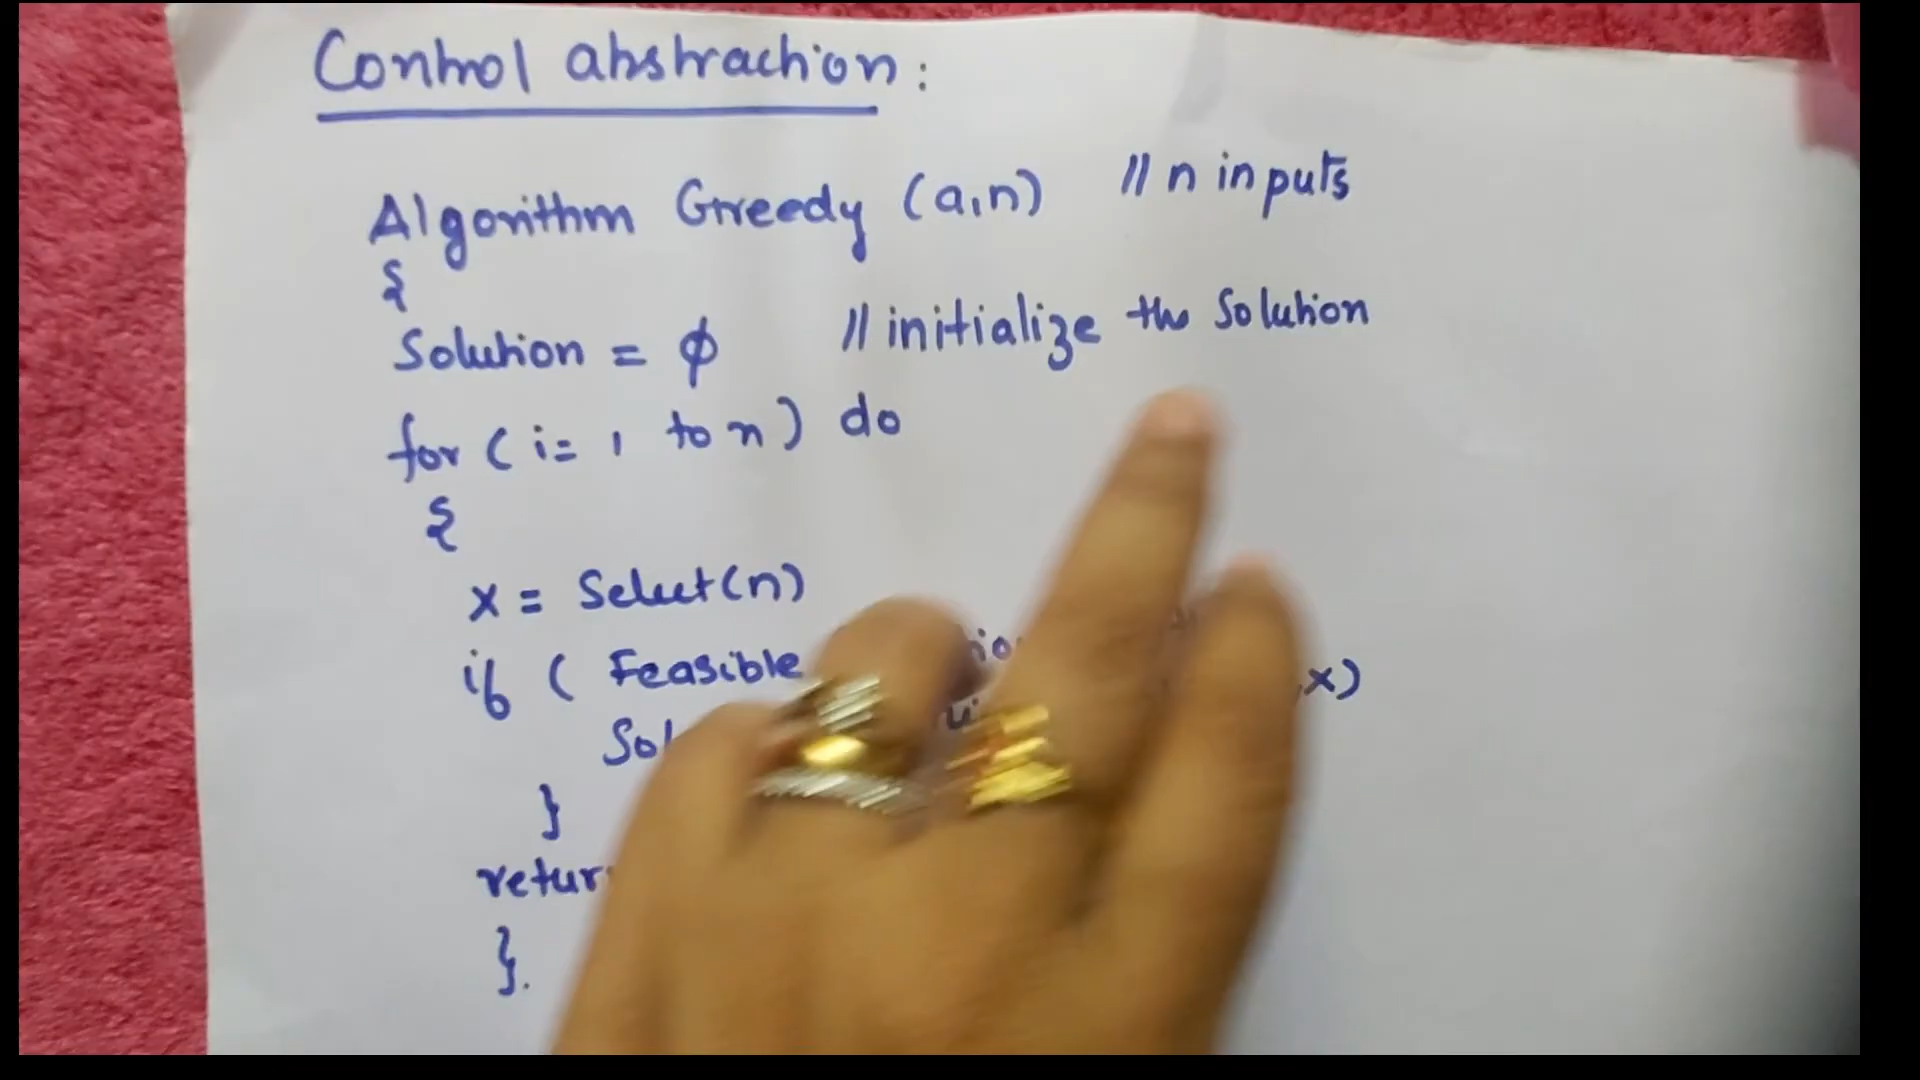 Control abstraction:
Algorithm Greedy (a,n) // n inputs
{
Solution = ϕ // initialize the Solution
for ( i= 1 to n ) do
{
x = Select(n)
if ( Feasible ,x)
}
}.